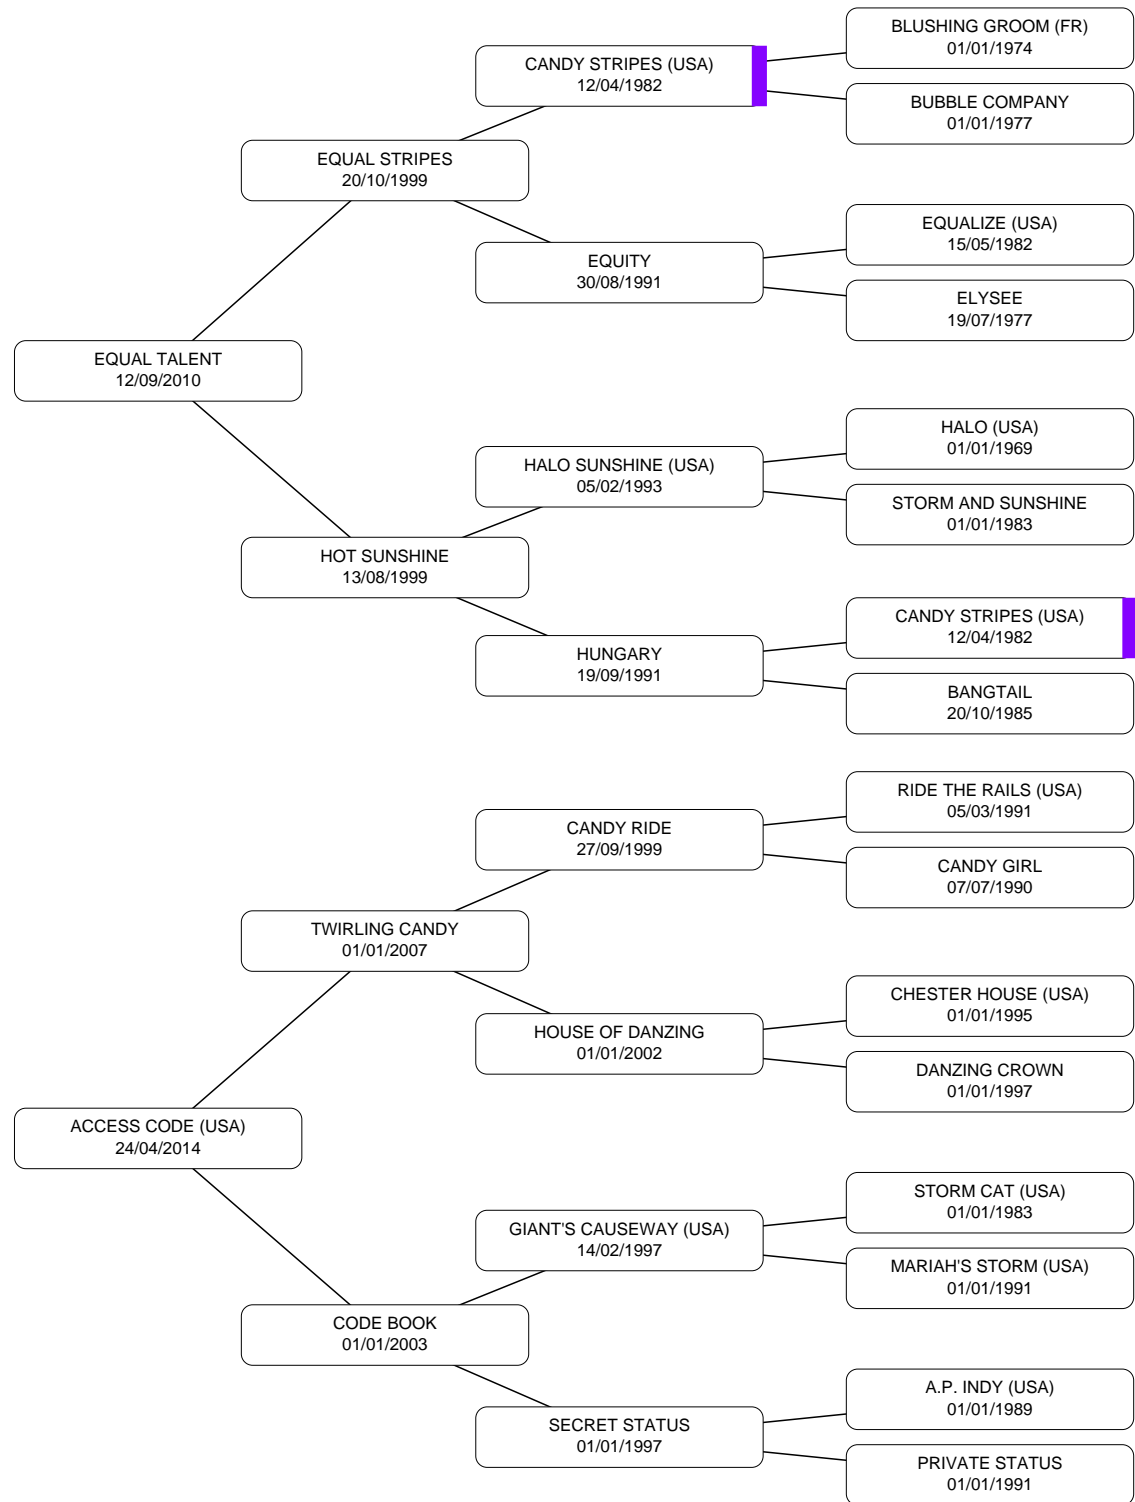 BLUSHING GROOM (FR)
01/01/1974
CANDY STRIPES (USA)
12/04/1982
BUBBLE COMPANY
01/01/1977
EQUAL STRIPES
20/10/1999
EQUALIZE (USA)
15/05/1982
EQUITY
30/08/1991
ELYSEE
19/07/1977
EQUAL TALENT
12/09/2010
HALO (USA)
01/01/1969
HALO SUNSHINE (USA)
05/02/1993
STORM AND SUNSHINE
01/01/1983
HOT SUNSHINE
13/08/1999
CANDY STRIPES (USA)
12/04/1982
HUNGARY
19/09/1991
BANGTAIL
20/10/1985
RIDE THE RAILS (USA)
05/03/1991
CANDY RIDE
27/09/1999
CANDY GIRL
07/07/1990
TWIRLING CANDY
01/01/2007
CHESTER HOUSE (USA)
01/01/1995
HOUSE OF DANZING
01/01/2002
DANZING CROWN
01/01/1997
ACCESS CODE (USA)
24/04/2014
STORM CAT (USA)
01/01/1983
GIANT'S CAUSEWAY (USA)
14/02/1997
MARIAH'S STORM (USA)
01/01/1991
CODE BOOK
01/01/2003
A.P. INDY (USA)
01/01/1989
SECRET STATUS
01/01/1997
PRIVATE STATUS
01/01/1991